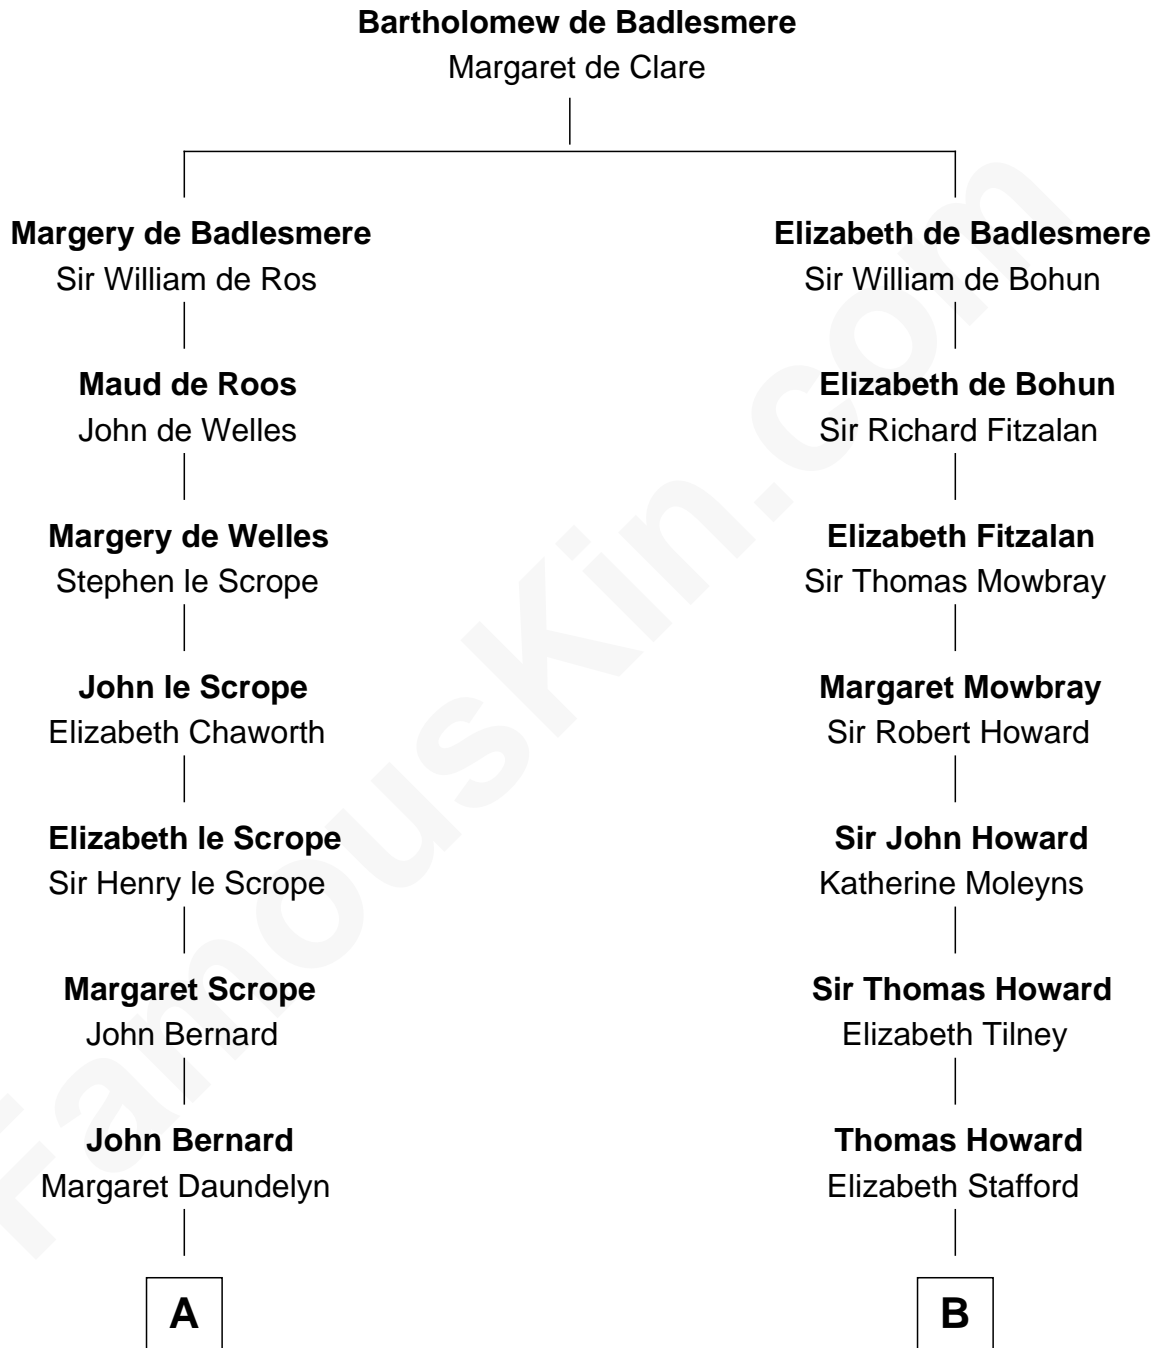 Bartholomew de Badlesmere
Margaret de Clare
Margery de Badlesmere
Sir William de Ros
Elizabeth de Badlesmere
Sir William de Bohun
Maud de Roos
John de Welles
Elizabeth de Bohun
Sir Richard Fitzalan
Margery de Welles
Stephen le Scrope
Elizabeth Fitzalan
Sir Thomas Mowbray
John le Scrope
Elizabeth Chaworth
Margaret Mowbray
Sir Robert Howard
Elizabeth le Scrope
Sir Henry le Scrope
Sir John Howard
Katherine Moleyns
Margaret Scrope
John Bernard
Sir Thomas Howard
Elizabeth Tilney
John Bernard
Margaret Daundelyn
Thomas Howard
Elizabeth Stafford
A
B
FamousKin.com